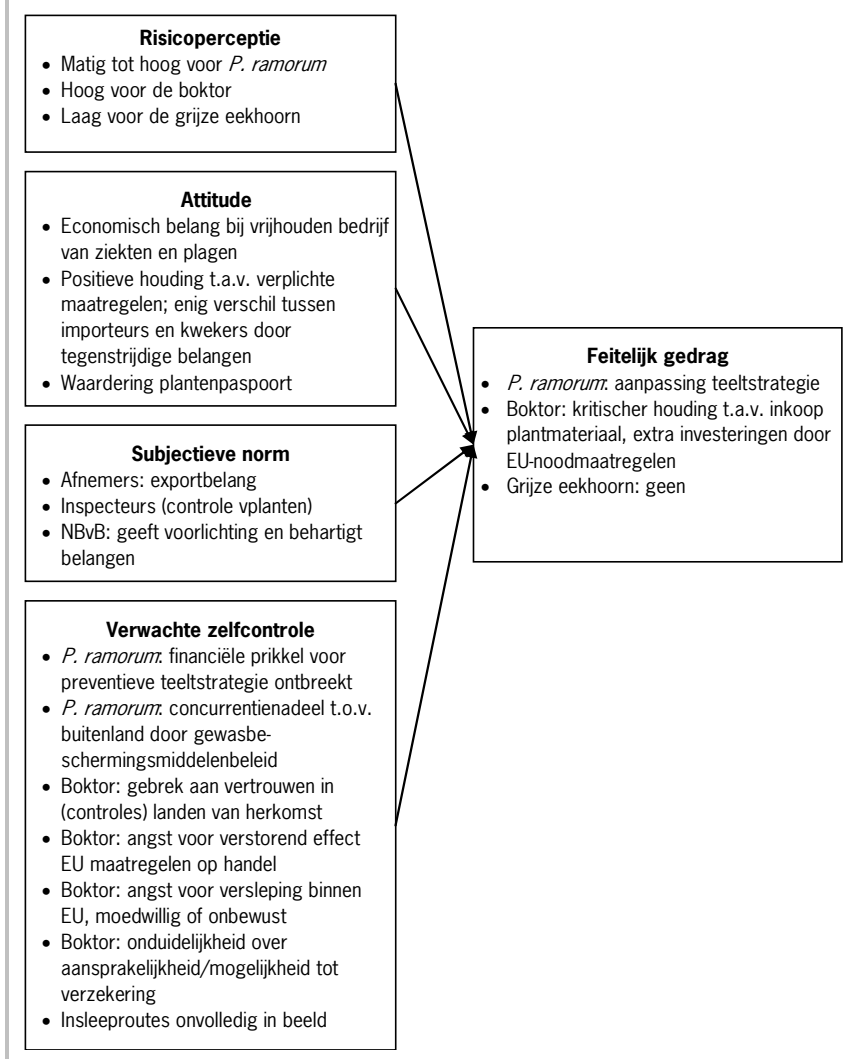 Risicoperceptie
• Matig tot hoog voor P. ramorum
• Hoog voor de boktor
• Laag voor de grijze eekhoorn
Attitude
• Economisch belang bij vrijhouden bedrijf
van ziekten en plagen
• Positieve houding t.a.v. verplichte
maatregelen; enig verschil tussen
importeurs en kwekers door
tegenstrijdige belangen
• Waardering plantenpaspoort
Subjectieve norm
• Afnemers: exportbelang
• Inspecteurs (controle vplanten)
• NBvB: geeft voorlichting en behartigt
belangen
Verwachte zelfcontrole
• P. ramorum: financiële prikkel voor
preventieve teeltstrategie ontbreekt
• P. ramorum: concurrentienadeel t.o.v.
buitenland door gewasbe-
schermingsmiddelenbeleid
• Boktor: gebrek aan vertrouwen in
(controles) landen van herkomst
• Boktor: angst voor verstorend effect
EU maatregelen op handel
• Boktor: angst voor versleping binnen
EU, moedwillig of onbewust
• Boktor: onduidelijkheid over
aansprakelijkheid/mogelijkheid tot
verzekering
• Insleeproutes onvolledig in beeld
Feitelijk gedrag
• P. ramorum: aanpassing teeltstrategie
• Boktor: kritischer houding t.a.v. inkoop
plantmateriaal, extra investeringen door
EU-noodmaatregelen
• Grijze eekhoorn: geen